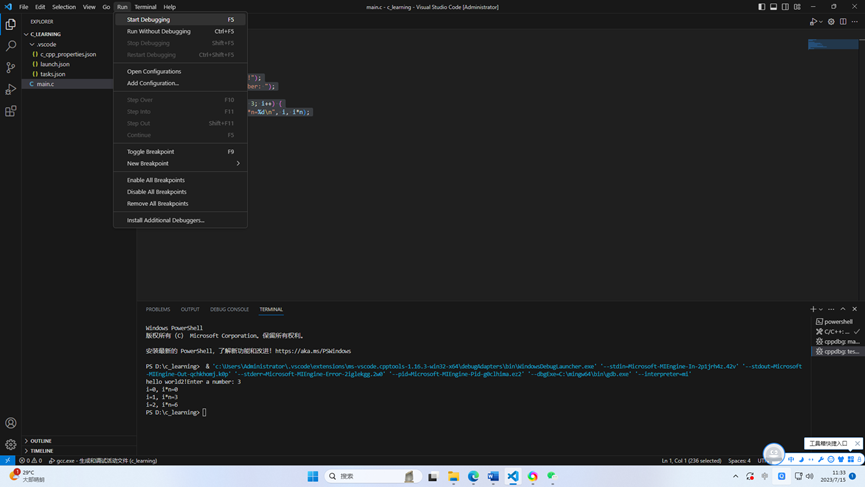 File Edit Selection View Go Run Terminal Help
main.c - c_learning - Visual Studio Code [Administrator]
EXPLORER
C_LEARNING
.vscode
c_cpp_properties.json
launch.json
tasks.json
C main.c
Start Debugging F5
Run Without Debugging Ctrl+F5
Stop Debugging Shift+F5
Restart Debugging Ctrl+Shift+F5
Open Configurations
Add Configuration...
Step Over F10
Step Into F11
Step Out Shift+F11
Continue F5
Toggle Breakpoint F9
New Breakpoint
Enable All Breakpoints
Disable All Breakpoints
Remove All Breakpoints
Install Additional Debuggers...
!");
ber: ");
3; i++) {
*n=%d\n", i, i*n);
PROBLEMS OUTPUT DEBUG CONSOLE TERMINAL
Windows PowerShell
版权所有 (C) Microsoft Corporation。保留所有权利。
安装最新的 PowerShell，了解新功能和改进！https://aka.ms/PSWindows
PS D:\c_learning> & 'c:\Users\Administrator\.vscode\extensions\ms-vscode.cpptools-1.16.3-win32-x64\debugAdapters\bin\WindowsDebugLauncher.exe' '--stdin=Microsoft-MIEngine-In-2pijrh4z.42v' '--stdout=Microsoft
-MIEngine-Out-qchkhomj.kdp' '--stderr=Microsoft-MIEngine-Error-2iglekgg.2w0' '--pid=Microsoft-MIEngine-Pid-g0clhima.ec2' '--dbgExe=C:\mingw64\bin\gdb.exe' '--interpreter=mi'
hello world2!Enter a number: 3
i=0, i*n=0
i=1, i*n=3
i=2, i*n=6
PS D:\c_learning>
powershell
C/C++: ...
cppdbg: ma...
cppdbg: tes...
OUTLINE
TIMELINE
工具箱快捷入口
0 0 gcc.exe - 生成和调试活动文件 (c_learning)
Ln 1, Col 1 (236 selected) Spaces: 4
中
29°C
大部晴朗
搜索
11:33
2023/7/15